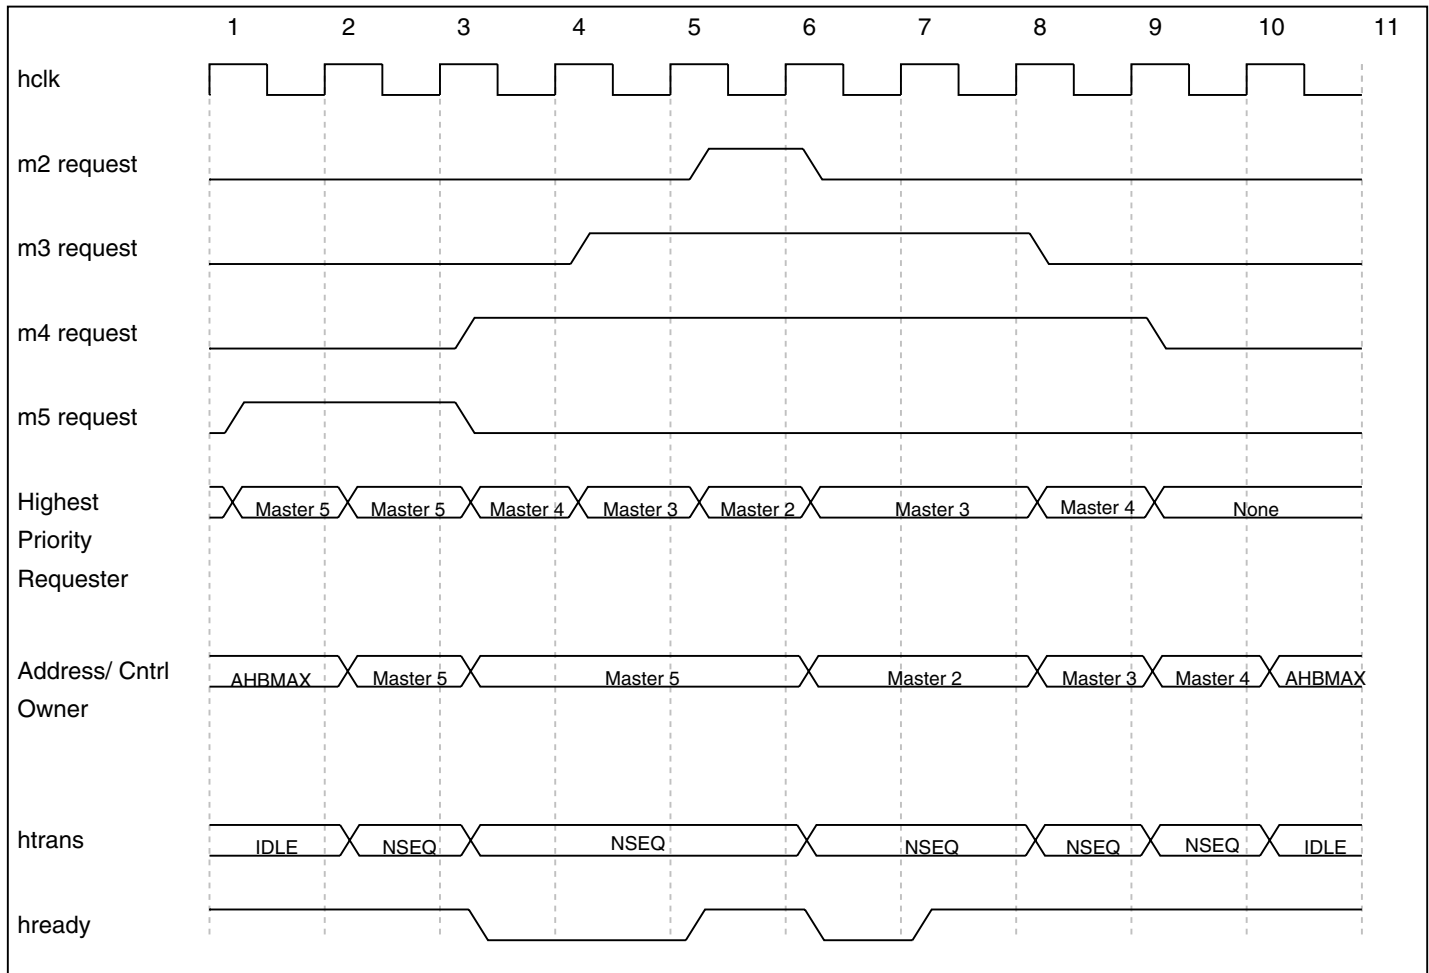 1 2 3 4 5 6 7 8 9 10 11
hclk
m2 request
m3 request
m4 request
m5 request
Highest Priority Requester
Master 5 Master 5 Master 4 Master 3 Master 2 Master 3 Master 4 None
Address/ Cntrl Owner
AHBMAX Master 5 Master 5 Master 2 Master 3 Master 4 AHBMAX
htrans
IDLE NSEQ NSEQ NSEQ NSEQ NSEQ IDLE
hready